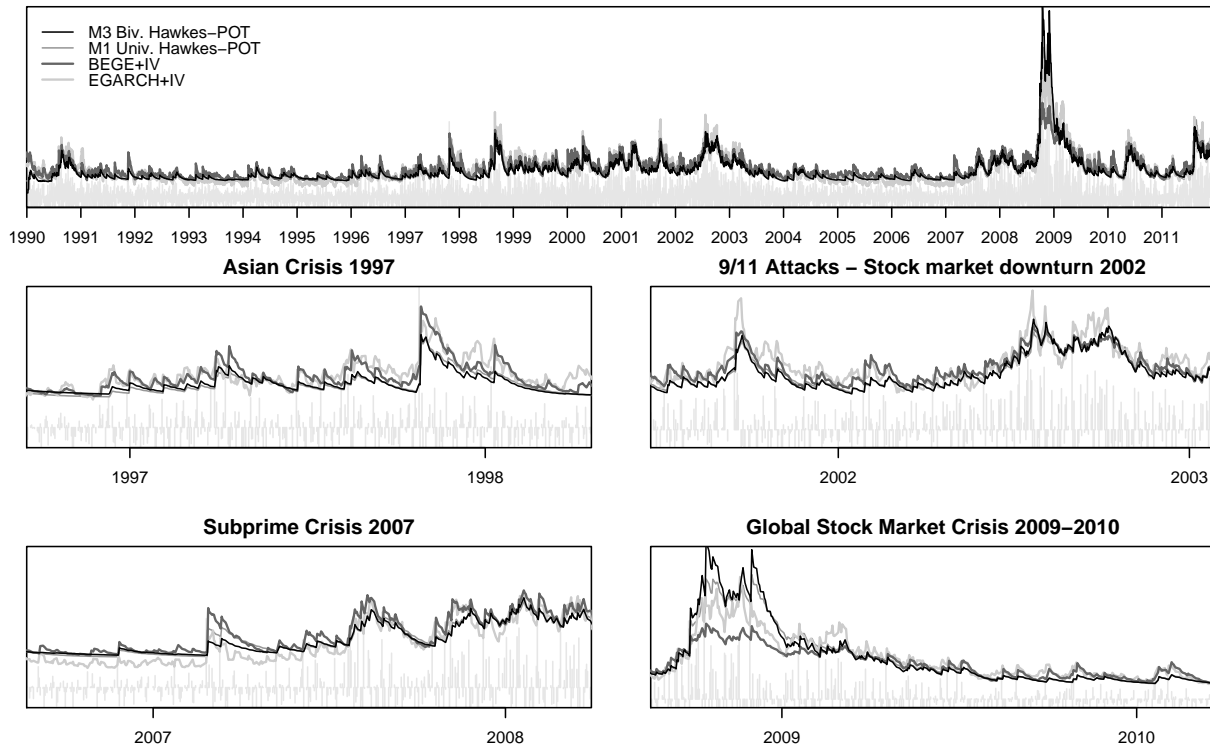 M3 Biv. Hawkes−POT
M1 Univ. Hawkes−POT
BEGE+IV
EGARCH+IV
1990 1991 1992 1993 1994 1995 1996 1997 1998 1999 2000 2001 2002 2003 2004 2005 2006 2007 2008 2009 2010 2011
Asian Crisis 1997
1997 1998
9/11 Attacks − Stock market downturn 2002
2002 2003
Subprime Crisis 2007
2007 2008
Global Stock Market Crisis 2009−2010
2009 2010